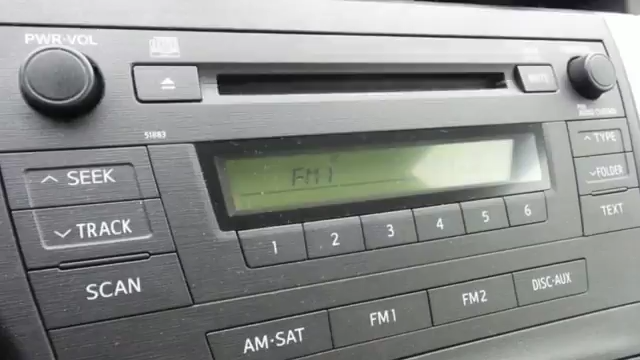 PWR·VOL
51883
SEEK
TRACK
SCAN
FM1
1 2 3 4 5 6
TYPE
FOLDER
TEXT
AM·SAT FM1 FM2 DISC·AUX